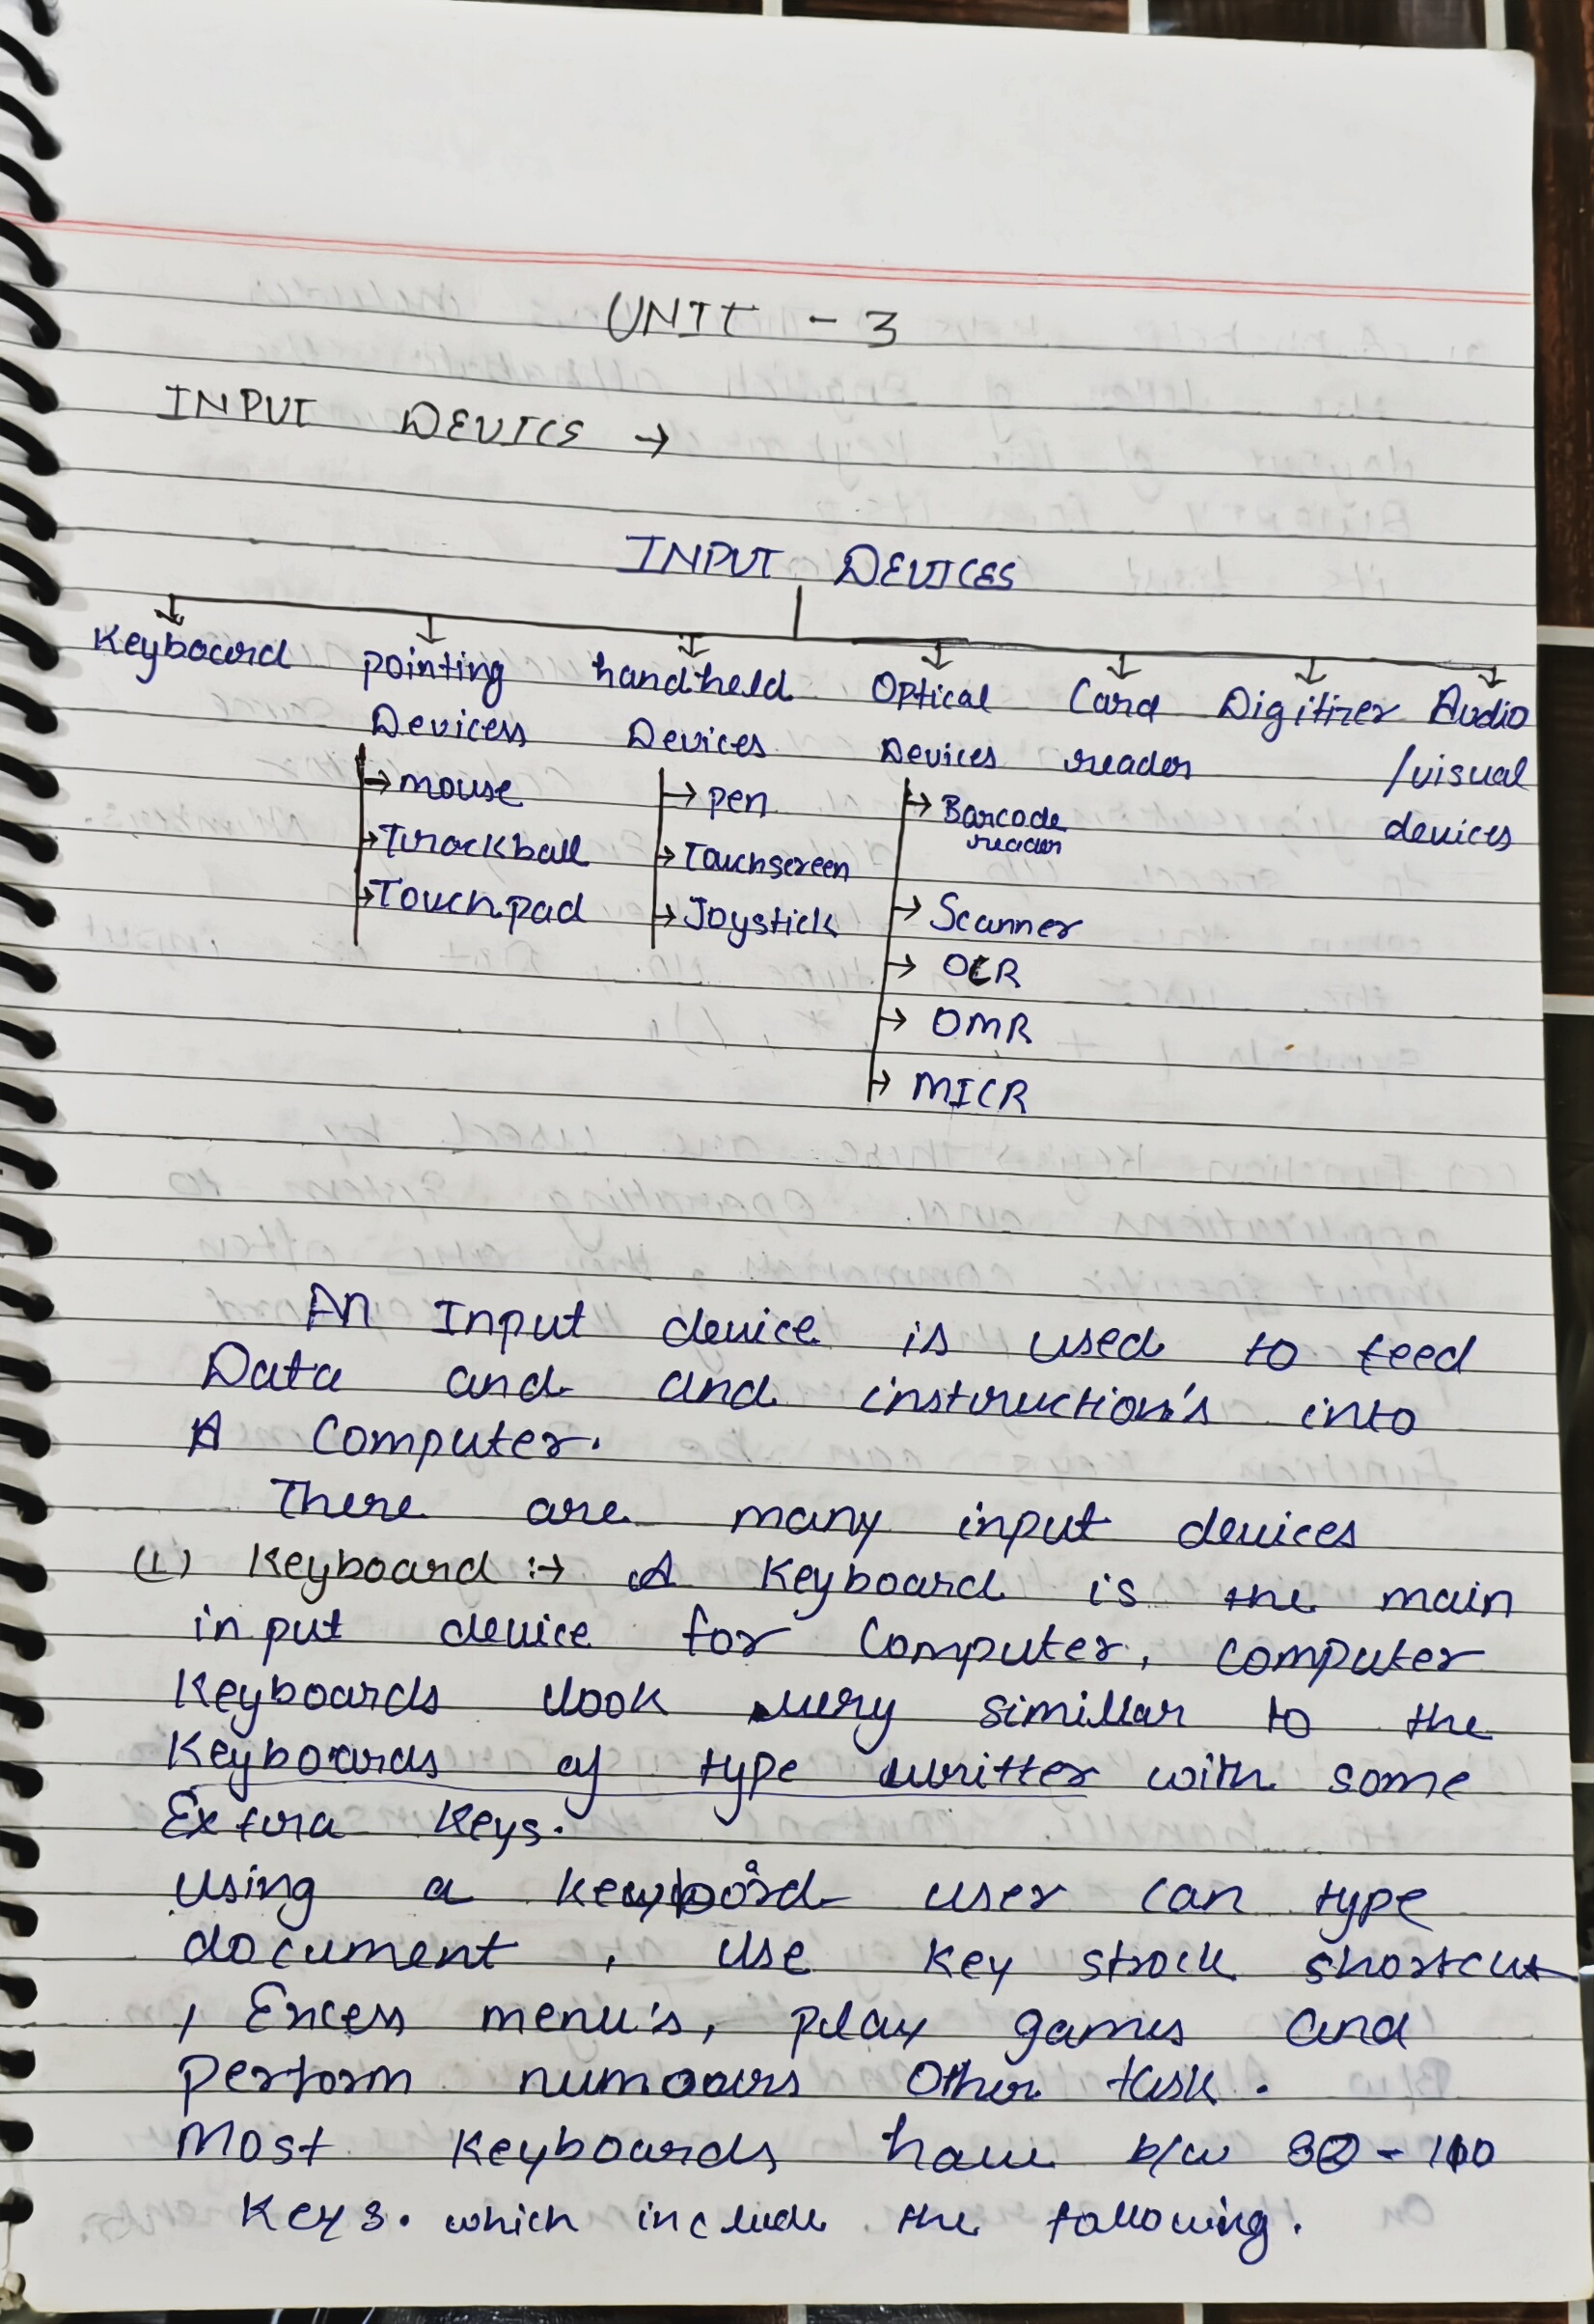 UNIT - 3
INPUT DEVICS →
INPUT DEVICES
Keyboard pointing handheld Optical Card Digitizer Audio
Devicess Devices Devices reader /visual
→ mouse → pen → Barcode devices
reader
→ Trackball → Touchscreen
→ Touchpad → Joystick → Scanner
→ OCR
→ OMR
→ MICR
An Input device is used to feed
Data and and instruction's into
A Computer.
There are many input devices
(1) Keyboard :→ A Keyboard is the main
input device for Computer, Computer
Keyboards look very simillar to the
Keyboards of type writter with some
Extra Keys.
Using a keyboard user can type
document , use key strock shortcut
, Excess menu's, play games and
perform numoours Other task.
Most Keyboards have b/w 80 - 110
Keys. which include the following.